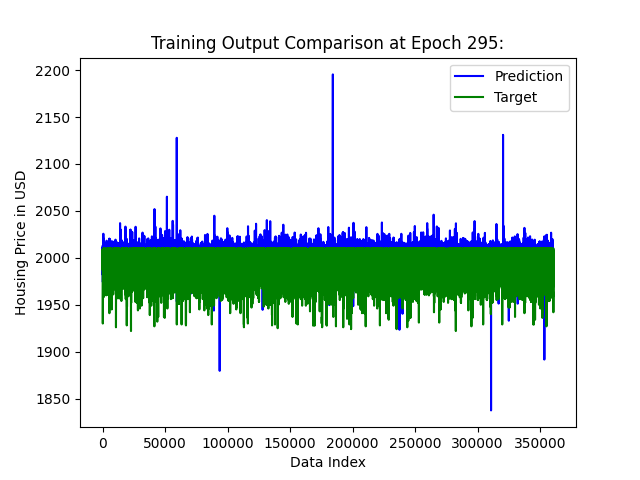 Training Output Comparison at Epoch 295:
Prediction
Target
Housing Price in USD
2200
2150
2100
2050
2000
1950
1900
1850
0 50000 100000 150000 200000 250000 300000 350000
Data Index